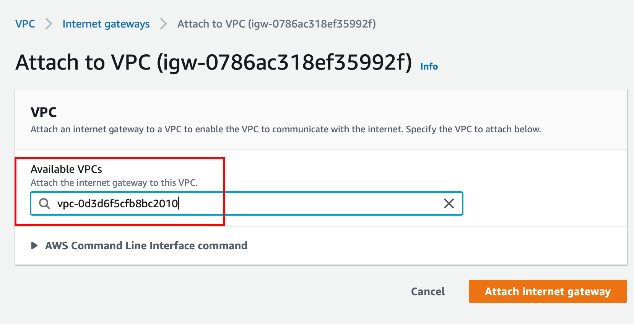 VPC > Internet gateways > Attach to VPC (igw-0786ac318ef35992f)
Attach to VPC (igw-0786ac318ef35992f) Info
VPC
Attach an internet gateway to a VPC to enable the VPC to communicate with the internet. Specify the VPC to attach below.
Available VPCs
Attach the internet gateway to this VPC.
vpc-0d3d6f5cfb8bc2010
AWS Command Line Interface command
Cancel Attach internet gateway